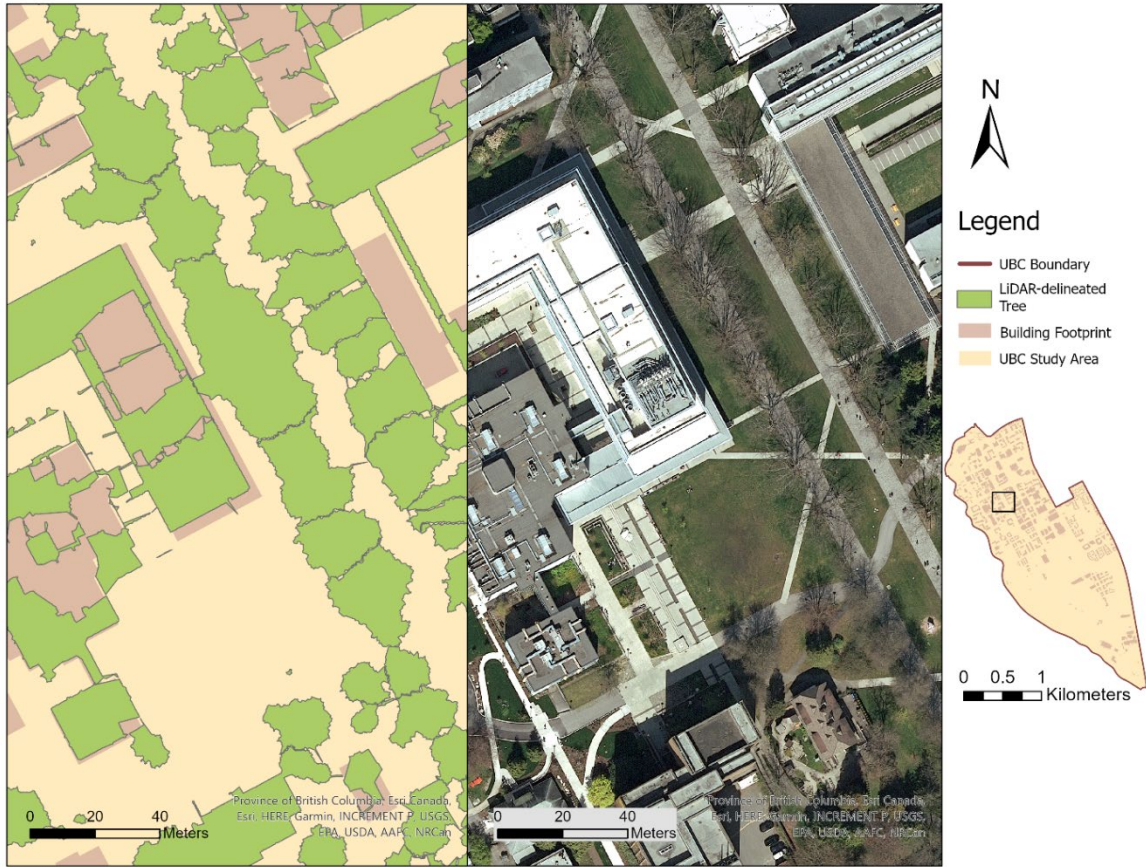 N
Legend
UBC Boundary
LiDAR-delineated
Tree
Building Footprint
UBC Study Area
0 0.5 1
Kilometers
Province of British Columbia, Esri Canada,
Esri, HERE, Garmin, INCREMENT P, USGS,
EPA, USDA, AAFC, NRCan
0 20 40
Meters
Province of British Columbia, Esri Canada,
Esri, HERE, Garmin, INCREMENT P, USGS,
EPA, USDA, AAFC, NRCan
0 20 40
Meters